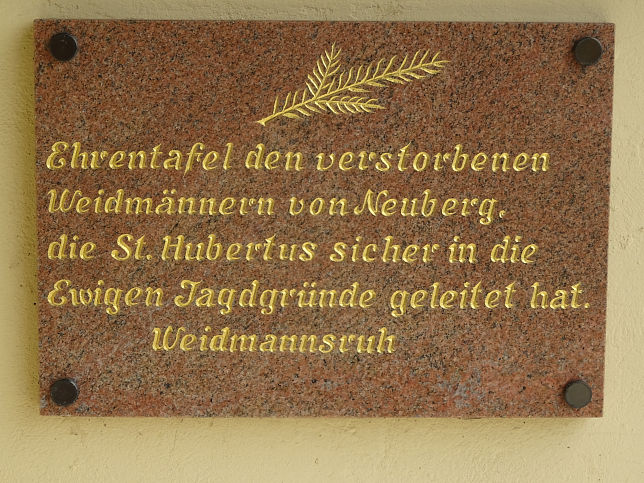 Ehrentafel den verstorbenen
Weidmännern von Neuberg,
die St. Hubertus sicher in die
Ewigen Jagdgründe geleitet hat.
Weidmannsruh